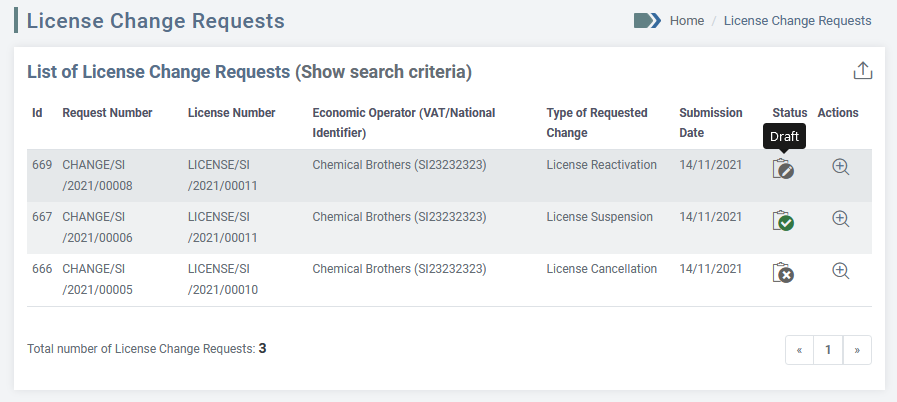 License Change Requests
Home / License Change Requests
List of License Change Requests (Show search criteria)
Id Request Number License Number Economic Operator (VAT/National Type of Requested Submission Status Actions
Identifier) Change Date
Draft
669 CHANGE/SI LICENSE/SI Chemical Brothers (SI23232323) License Reactivation 14/11/2021
/2021/00008 /2021/00011
667 CHANGE/SI LICENSE/SI Chemical Brothers (SI23232323) License Suspension 14/11/2021
/2021/00006 /2021/00011
666 CHANGE/SI LICENSE/SI Chemical Brothers (SI23232323) License Cancellation 14/11/2021
/2021/00005 /2021/00010
Total number of License Change Requests: 3
« 1 »